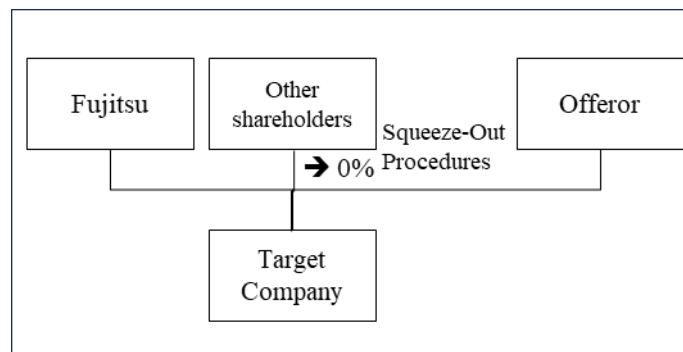 Fujitsu
Other
shareholders
Offeror
Squeeze-Out
Procedures
➔ 0%
Target
Company